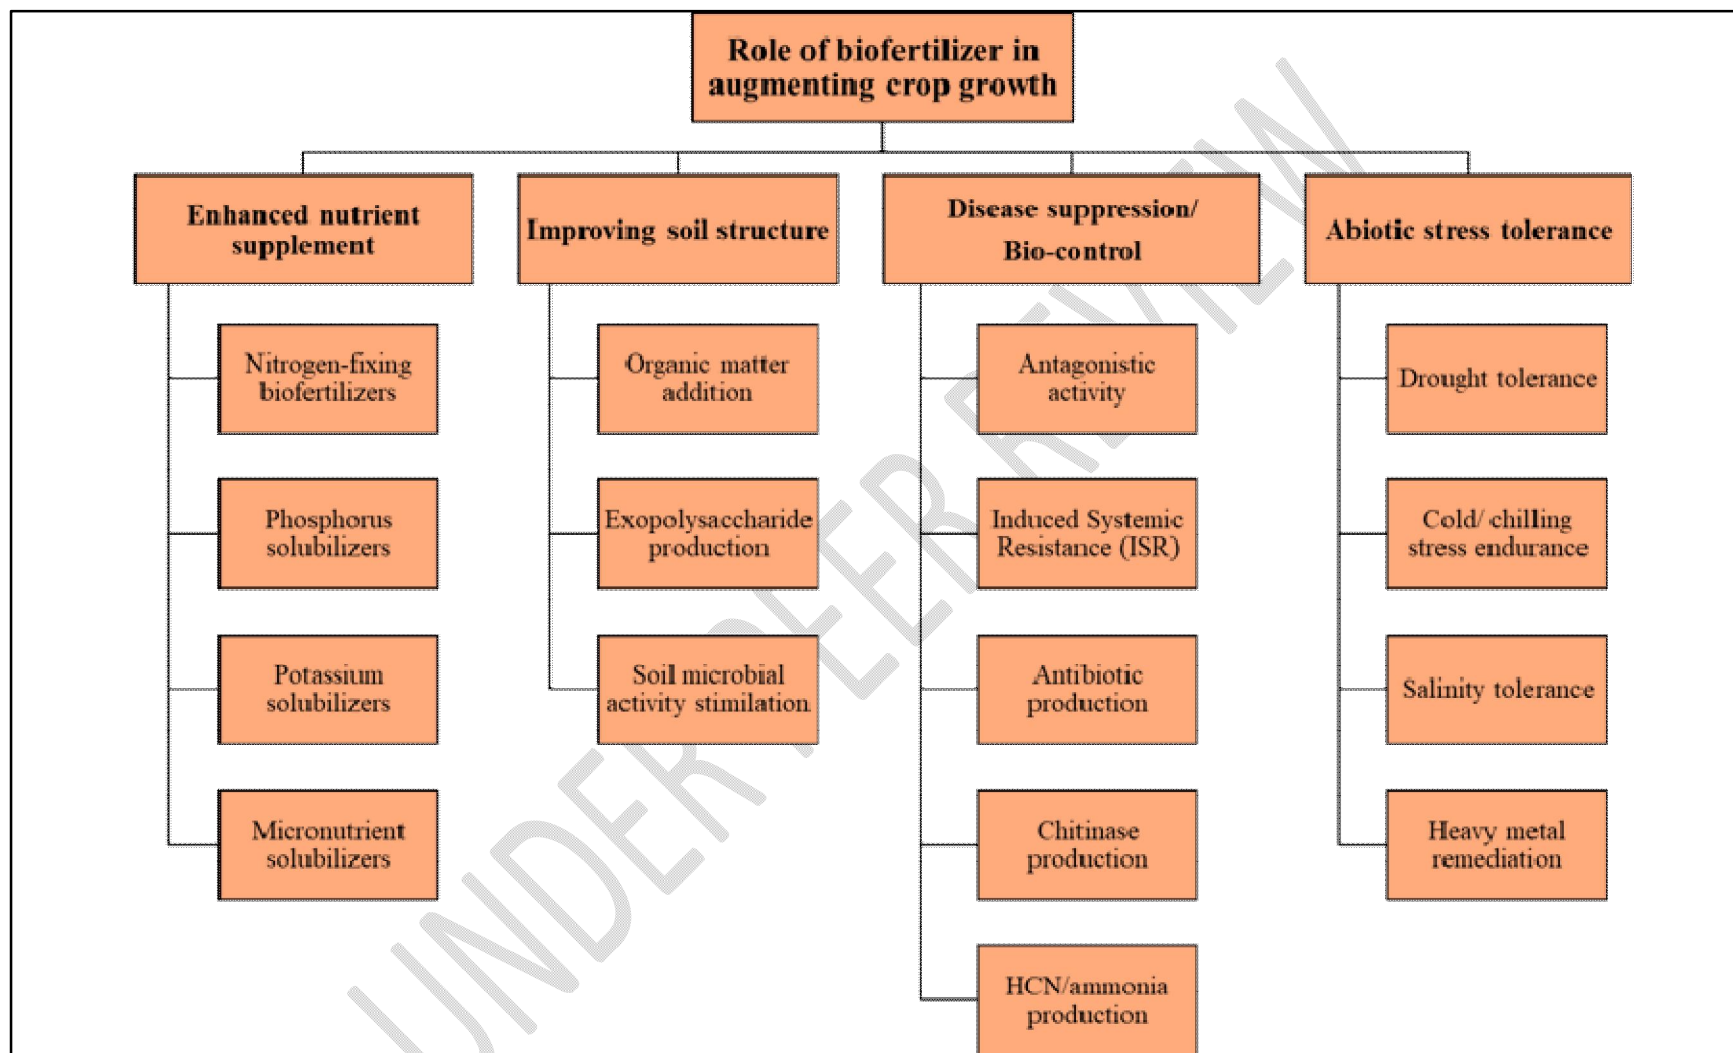 Role of biofertilizer in
augmenting crop growth
Enhanced nutrient
supplement
Improving soil structure
Disease suppression/
Bio-control
Abiotic stress tolerance
Nitrogen-fixing
biofertilizers
Phosphorus
solubilizers
Potassium
solubilizers
Micronutrient
solubilizers
Organic matter
addition
Exopolysaccharide
production
Soil microbial
activity stimilation
Antagonistic
activity
Induced Systemic
Resistance (ISR)
Antibiotic
production
Chitinase
production
HCN/ammonia
production
Drought tolerance
Cold/ chilling
stress endurance
Salinity tolerance
Heavy metal
remediation
UNDER PEER REVIEW